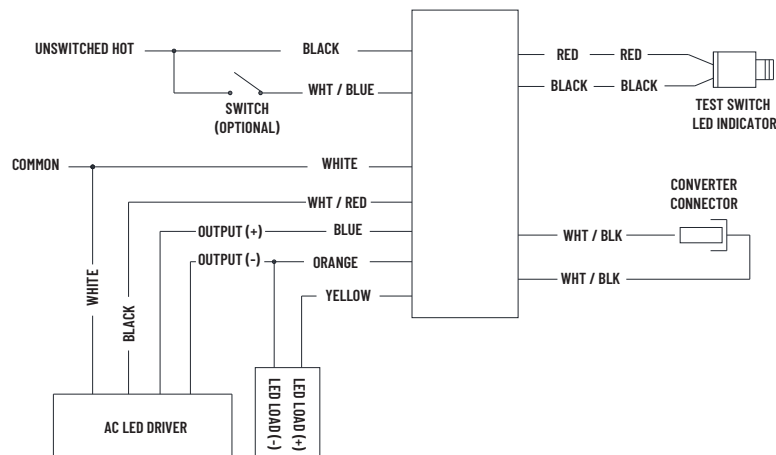 UNSWITCHED HOT
BLACK
WHT / BLUE
SWITCH
(OPTIONAL)
COMMON
WHITE
WHT / RED
OUTPUT (+)
BLUE
OUTPUT (-)
ORANGE
YELLOW
WHITE
BLACK
AC LED DRIVER
LED LOAD (-)
LED LOAD (+)
RED
RED
BLACK
BLACK
TEST SWITCH
LED INDICATOR
CONVERTER
CONNECTOR
WHT / BLK
WHT / BLK